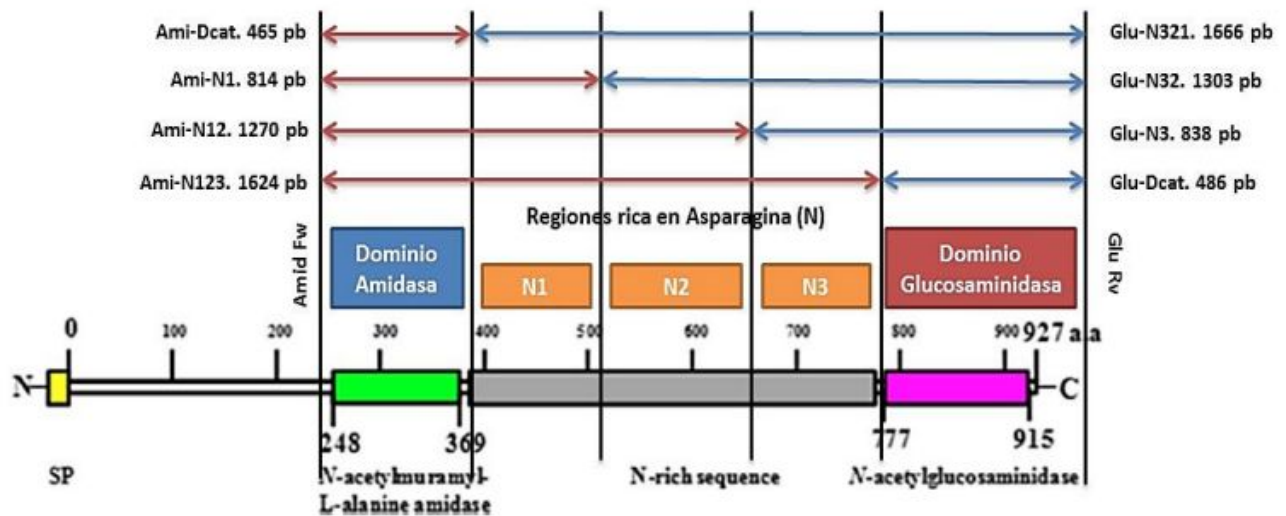 Ami-Dcat. 465 pb
Glu-N321. 1666 pb
Ami-N1. 814 pb
Glu-N32. 1303 pb
Ami-N12. 1270 pb
Glu-N3. 838 pb
Ami-N123. 1624 pb
Glu-Dcat. 486 pb
Regiones rica en Asparagina (N)
Amid Fw
Dominio
Amidasa
N1
N2
N3
Dominio
Glucosaminidasa
Glu Rv
0
100
200
300
400
500
600
700
800
900
927 a.a
N
C
248
369
777
915
SP
N-acetylmuramyl-
L-alanine amidase
N-rich sequence
N-acetylglucosaminidase